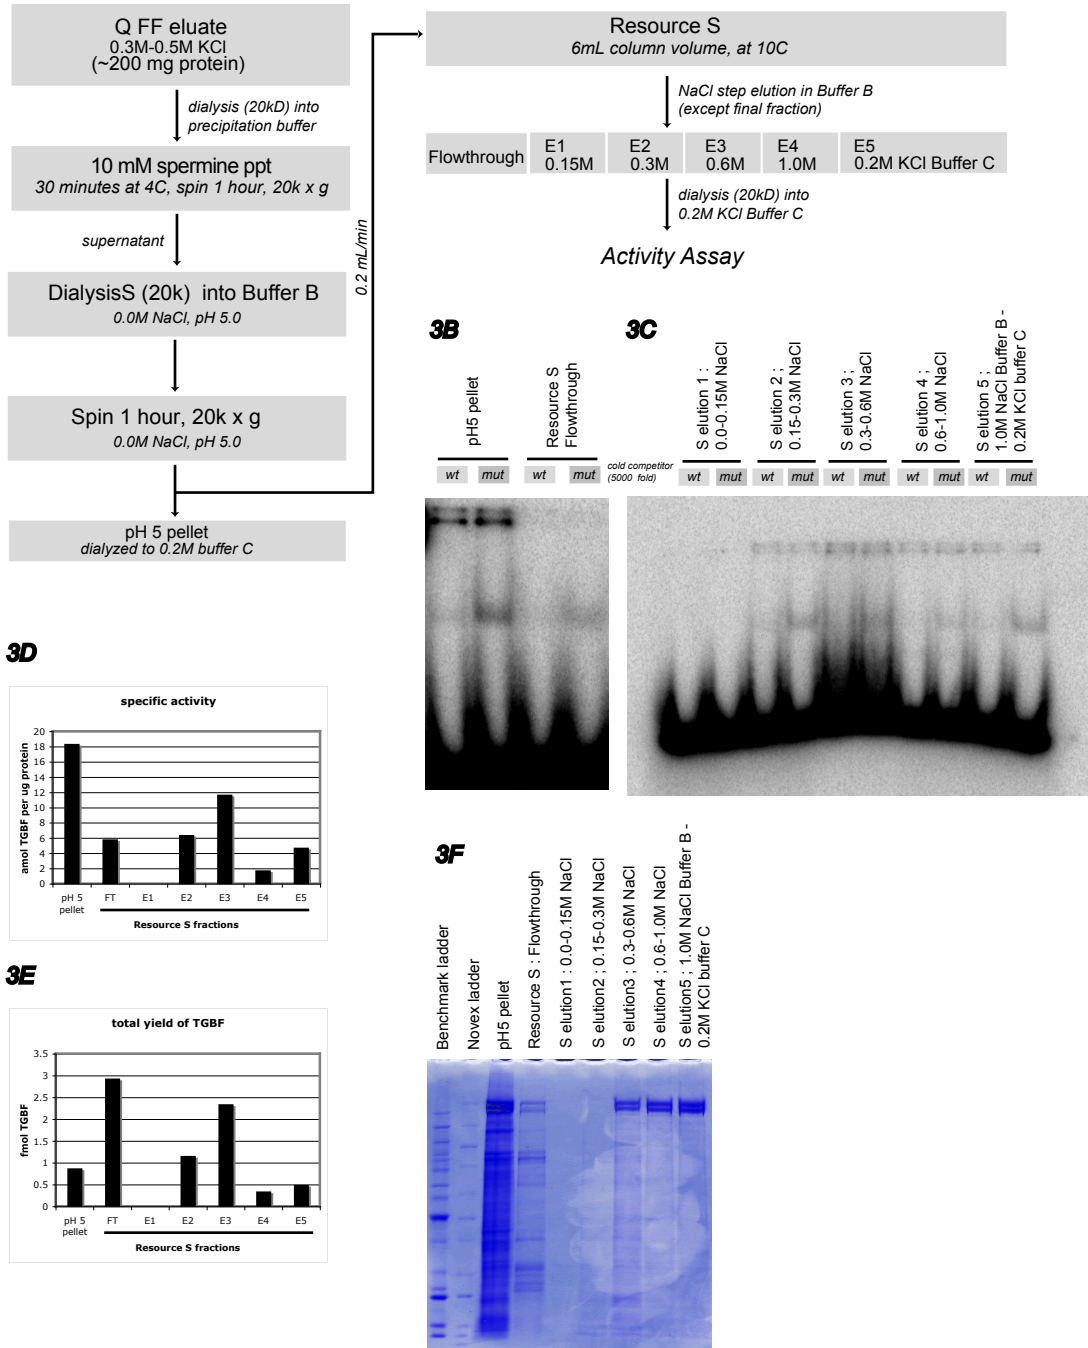 Q FF eluate
0.3M-0.5M KCl
(~200 mg protein)
dialysis (20kD) into
precipitation buffer
10 mM spermine ppt
30 minutes at 4C, spin 1 hour, 20k x g
supernatant
DialysisS (20k) into Buffer B
0.0M NaCl, pH 5.0
Spin 1 hour, 20k x g
0.0M NaCl, pH 5.0
pH 5 pellet
dialyzed to 0.2M buffer C
0.2 mL/min
Resource S
6mL column volume, at 10C
NaCl step elution in Buffer B
(except final fraction)
Flowthrough
E1
0.15M
E2
0.3M
E3
0.6M
E4
1.0M
E5
0.2M KCl Buffer C
dialysis (20kD) into
0.2M KCl Buffer C
Activity Assay
3B
pH5 pellet
Resource S
Flowthrough
wt mut wt mut
cold competitor
(5000 fold)
3C
S elution 1 :
0.0-0.15M NaCl
S elution 2 ;
0.15-0.3M NaCl
S elution 3 ;
0.3-0.6M NaCl
S elution 4 ;
0.6-1.0M NaCl
S elution 5 ;
1.0M NaCl Buffer B -
0.2M KCl buffer C
wt mut wt mut wt mut wt mut wt mut
3D
specific activity
amol TGBF per ug protein
20
18
16
14
12
10
8
6
4
2
0
pH 5
pellet
FT E1 E2 E3 E4 E5
Resource S fractions
3E
total yield of TGBF
fmol TGBF
3.5
3
2.5
2
1.5
1
0.5
0
pH 5
pellet
FT E1 E2 E3 E4 E5
Resource S fractions
3F
Benchmark ladder
Novex ladder
pH5 pellet
Resource S : Flowthrough
S elution1 : 0.0-0.15M NaCl
S elution2 ; 0.15-0.3M NaCl
S elution3 ; 0.3-0.6M NaCl
S elution4 ; 0.6-1.0M NaCl
S elution5 ; 1.0M NaCl Buffer B -
0.2M KCl buffer C